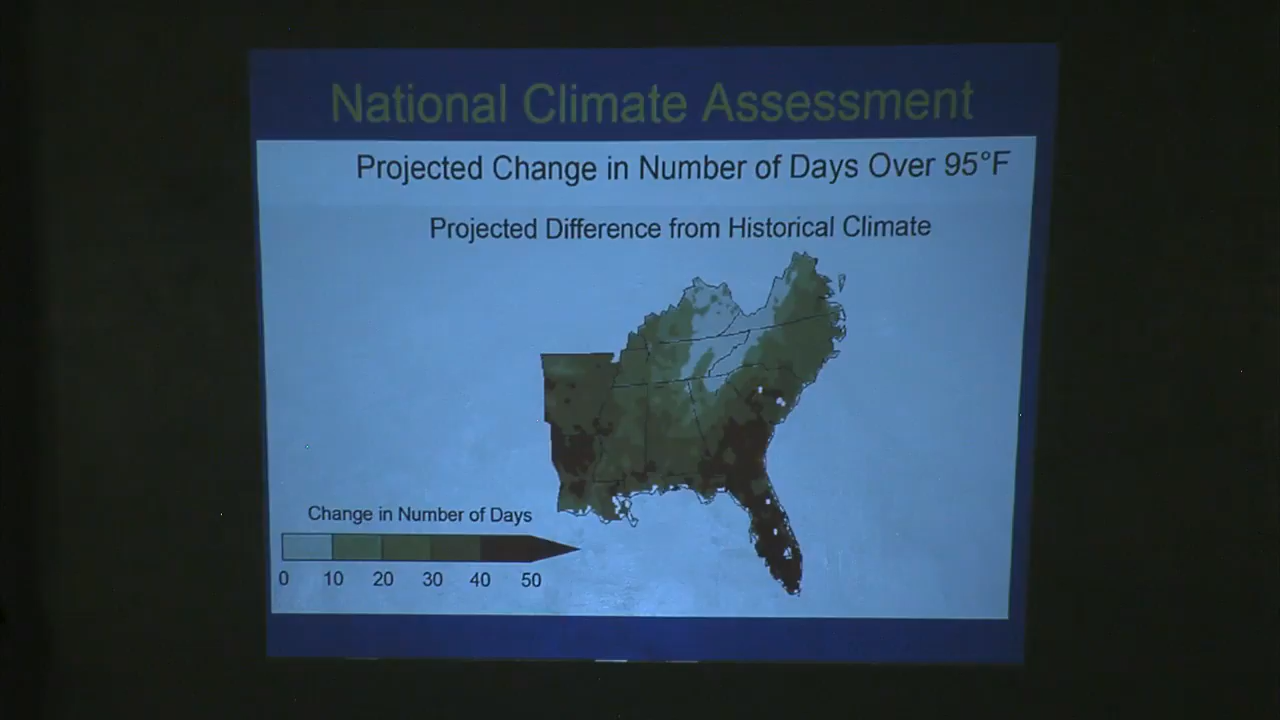 National Climate Assessment
Projected Change in Number of Days Over 95°F
Projected Difference from Historical Climate
Change in Number of Days
0 10 20 30 40 50